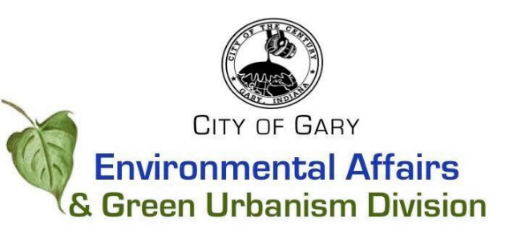 CITY OF THE CENTURY
GARY, INDIANA
CITY OF GARY
Environmental Affairs
& Green Urbanism Division